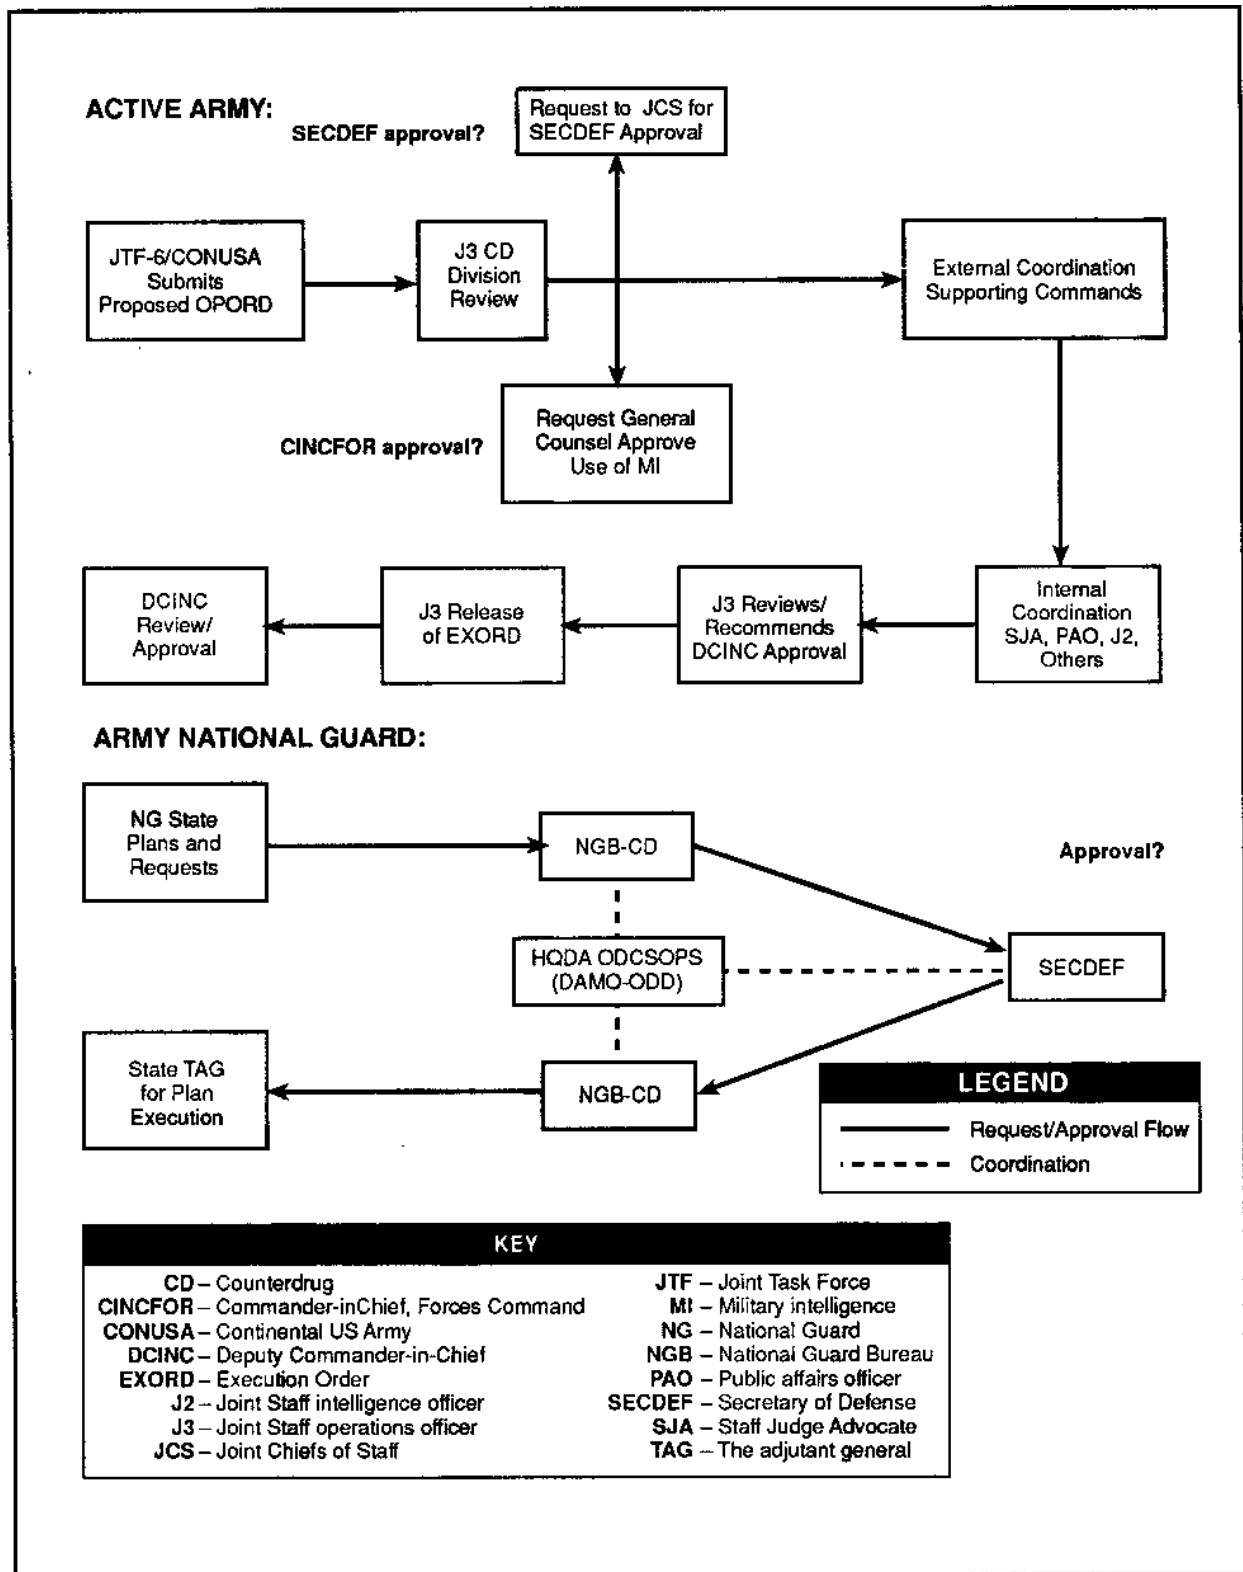 ACTIVE ARMY:
SECDEF approval?
Request to JCS for
SECDEF Approval
JTF-6/CONUSA
Submits
Proposed OPORD
J3 CD
Division
Review
External Coordination
Supporting Commands
CINCFOR approval?
Request General
Counsel Approve
Use of MI
DCINC
Review/
Approval
J3 Release
of EXORD
J3 Reviews/
Recommends
DCINC Approval
Internal
Coordination
SJA, PAO, J2,
Others
ARMY NATIONAL GUARD:
NG State
Plans and
Requests
NGB-CD
Approval?
HQDA ODCSOPS
(DAMO-ODD)
SECDEF
State TAG
for Plan
Execution
NGB-CD
LEGEND
Request/Approval Flow
Coordination
KEY
CD – Counterdrug
CINCFOR – Commander-inChief, Forces Command
CONUSA – Continental US Army
DCINC – Deputy Commander-in-Chief
EXORD – Execution Order
J2 – Joint Staff intelligence officer
J3 – Joint Staff operations officer
JCS – Joint Chiefs of Staff
JTF – Joint Task Force
MI – Military intelligence
NG – National Guard
NGB – National Guard Bureau
PAO – Public affairs officer
SECDEF – Secretary of Defense
SJA – Staff Judge Advocate
TAG – The adjutant general